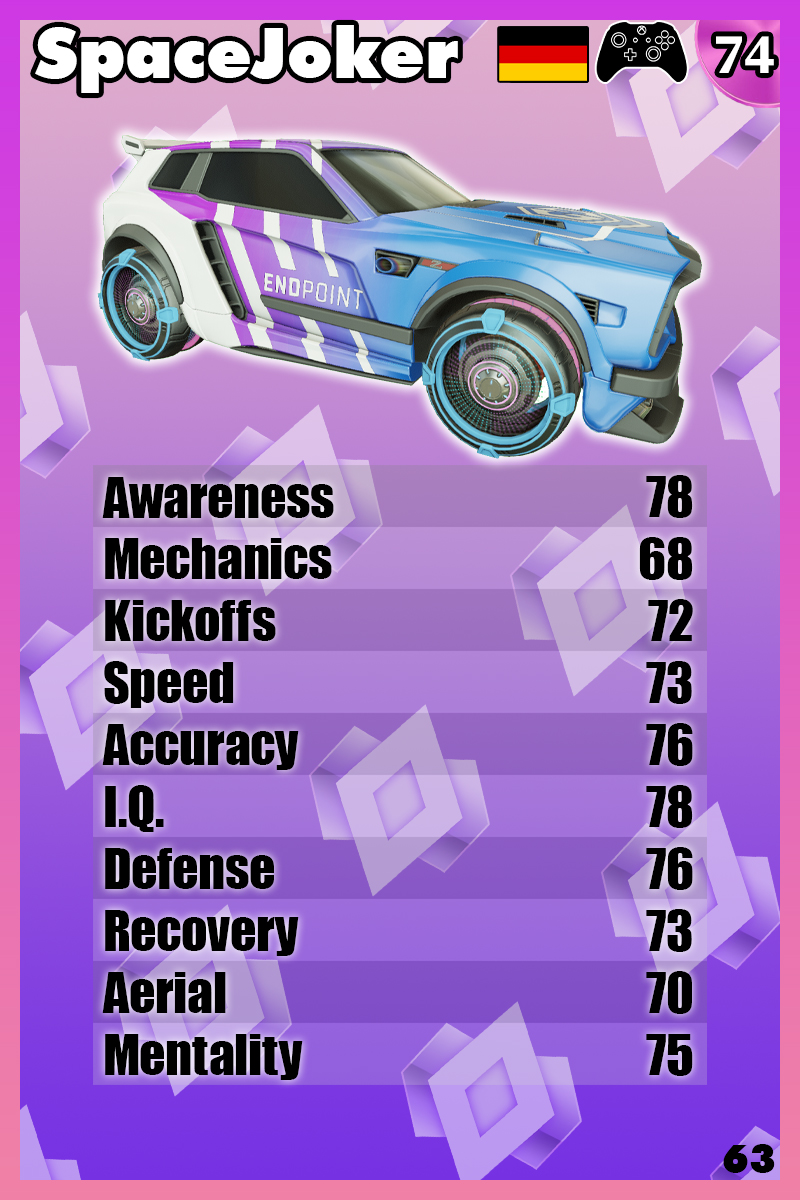 SpaceJoker 74
ENDPOINT
Awareness 78
Mechanics 68
Kickoffs 72
Speed 73
Accuracy 76
I.Q. 78
Defense 76
Recovery 73
Aerial 70
Mentality 75
63